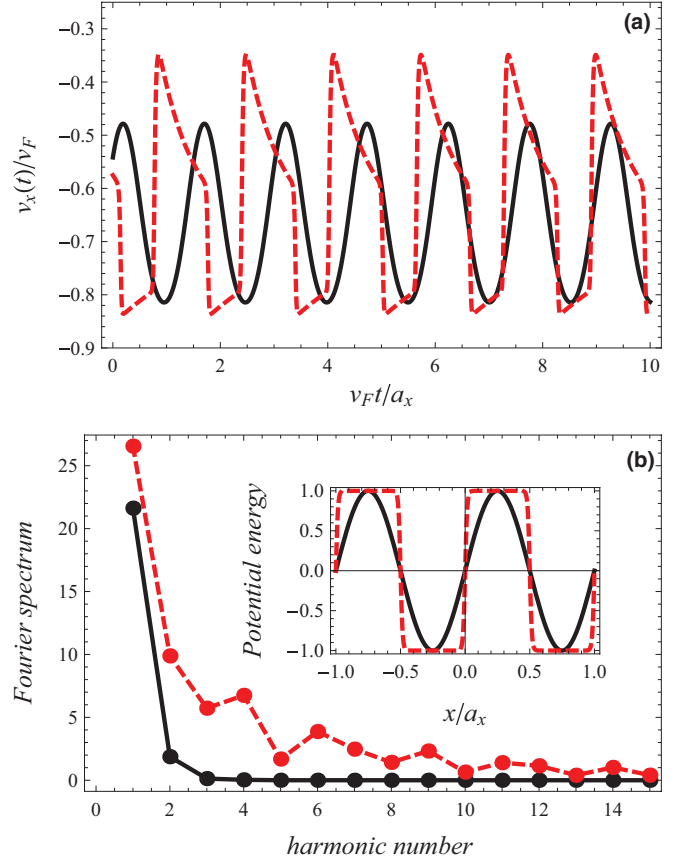 (a)
−0.3
−0.4
−0.5
−0.6
−0.7
−0.8
−0.9
v_x(t)/v_F
0 2 4 6 8 10
v_F t/a_x
(b)
25
20
15
10
5
0
Fourier spectrum
1.0
0.5
0.0
−0.5
−1.0
Potential energy
−1.0 −0.5 0.0 0.5 1.0
x/a_x
0 2 4 6 8 10 12 14
harmonic number